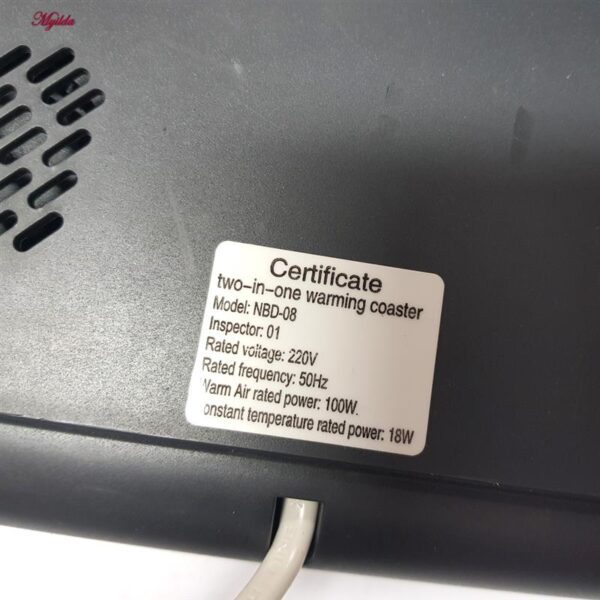 Myilda
Certificate
two-in-one warming coaster
Model: NBD-08
Inspector: 01
Rated voltage: 220V
Rated frequency: 50Hz
Warm Air rated power: 100W.
onstant temperature rated power: 18W